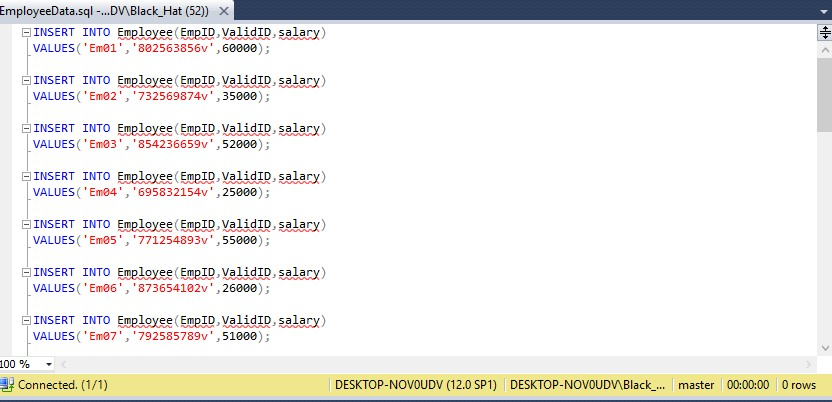 EmployeeData.sql -...DV\Black_Hat (52))
INSERT INTO Employee(EmpID,ValidID,salary)
VALUES('Em01','802563856v',60000);
INSERT INTO Employee(EmpID,ValidID,salary)
VALUES('Em02','732569874v',35000);
INSERT INTO Employee(EmpID,ValidID,salary)
VALUES('Em03','854236659v',52000);
INSERT INTO Employee(EmpID,ValidID,salary)
VALUES('Em04','695832154v',25000);
INSERT INTO Employee(EmpID,ValidID,salary)
VALUES('Em05','771254893v',55000);
INSERT INTO Employee(EmpID,ValidID,salary)
VALUES('Em06','873654102v',26000);
INSERT INTO Employee(EmpID,ValidID,salary)
VALUES('Em07','792585789v',51000);
100 %
Connected. (1/1) DESKTOP-NOV0UDV (12.0 SP1) DESKTOP-NOV0UDV\Black_... master 00:00:00 0 rows